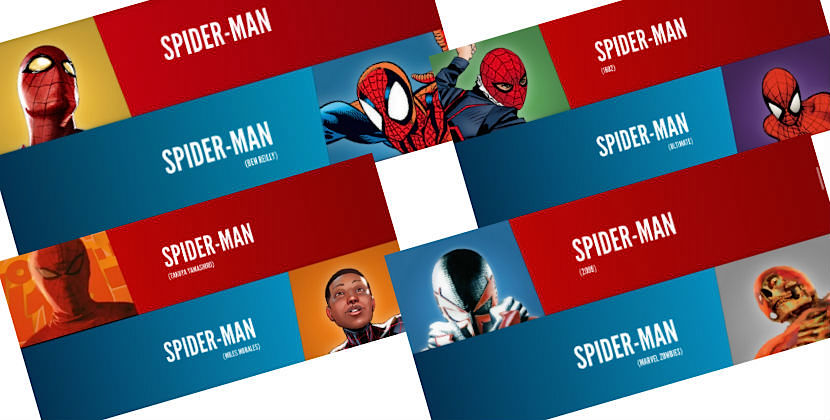 SPIDER-MAN
SPIDER-MAN
(BEN REILLY)
SPIDER-MAN
(TAKUYA YAMASHIRO)
SPIDER-MAN
(MILES MORALES)
SPIDER-MAN
(1602)
SPIDER-MAN
(ULTIMATE)
SPIDER-MAN
(2099)
SPIDER-MAN
(MARVEL ZOMBIES)